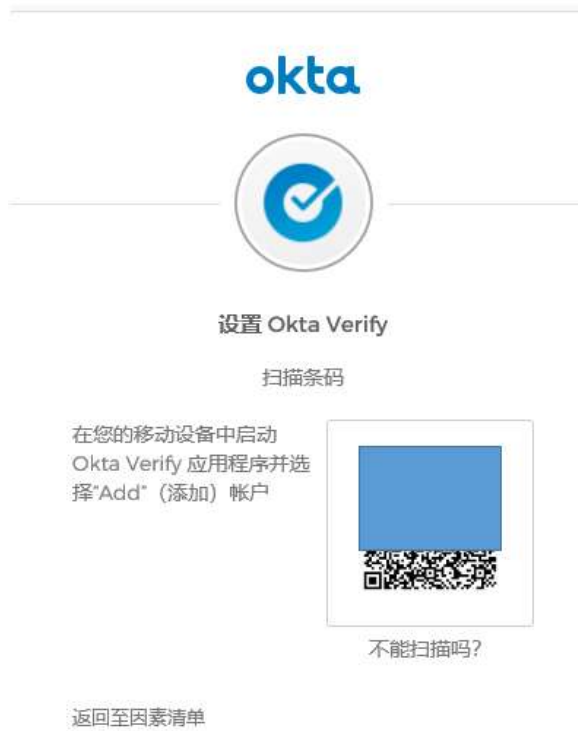 okta
设置 Okta Verify
扫描条码
在您的移动设备中启动
Okta Verify 应用程序并选
择"Add"（添加）帐户
不能扫描吗?
返回至因素清单